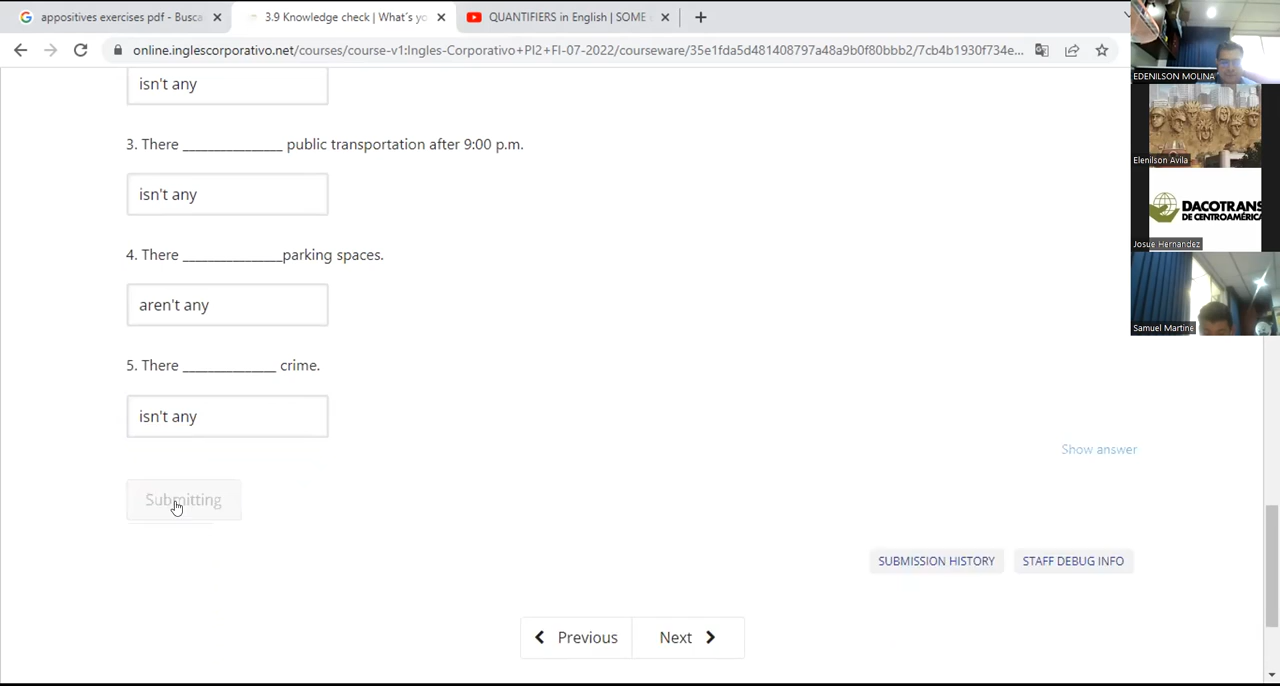 appositives exercises pdf - Busca
3.9 Knowledge check | What's yo
QUANTIFIERS in English | SOME
online.inglescorporativo.net/courses/course-v1:Ingles-Corporativo+PI2+FI-07-2022/courseware/35e1fda5d481408797a48a9b0f80bbb2/7cb4b1930f734e...
isn't any
3. There _______________ public transportation after 9:00 p.m.
isn't any
4. There _______________parking spaces.
aren't any
5. There ______________ crime.
isn't any
Show answer
Submitting
SUBMISSION HISTORY
STAFF DEBUG INFO
Previous
Next
EDENILSON MOLINA
Elenilson Avila
DACOTRANS
DE CENTROAMÉRICA
Josue Hernandez
Samuel Martine